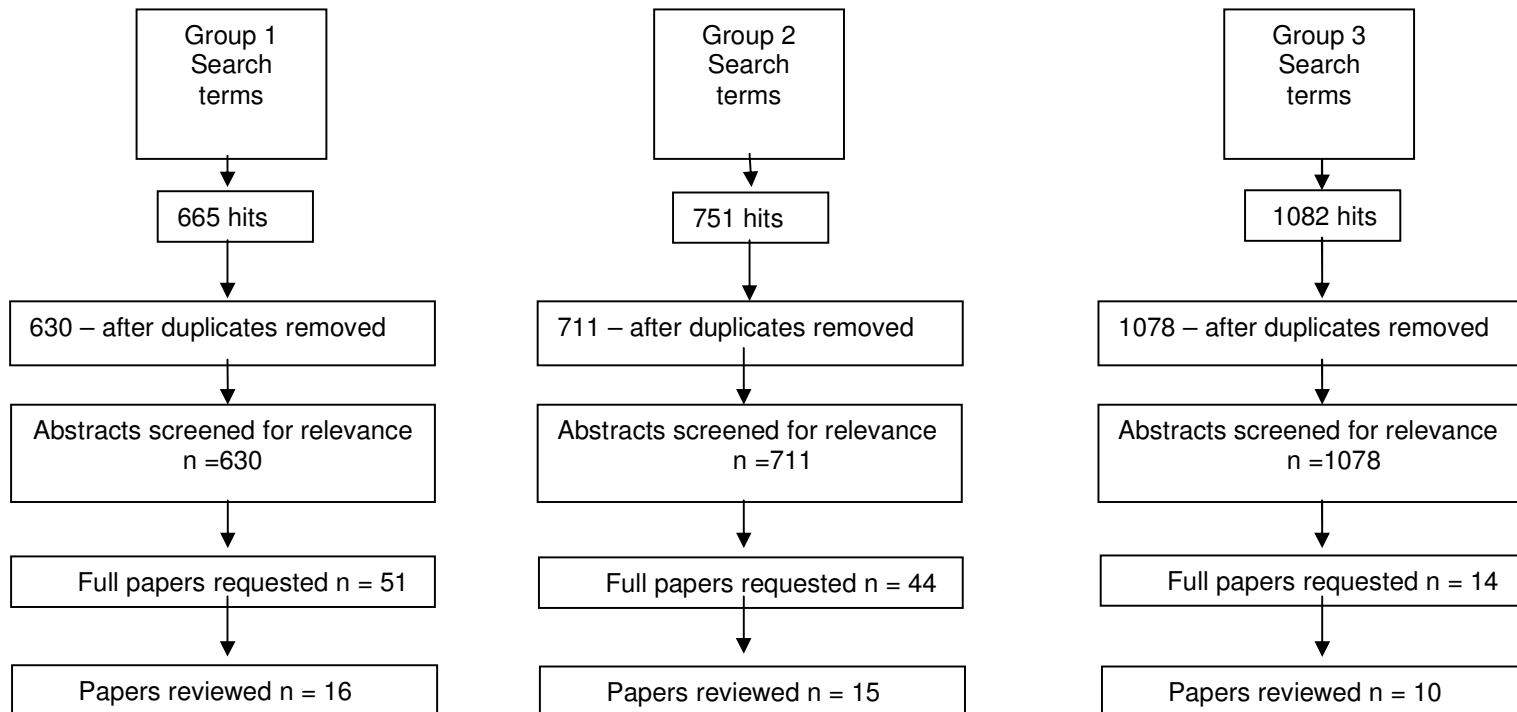 Group 1
Search
terms
665 hits
630 – after duplicates removed
Abstracts screened for relevance
n =630
Full papers requested n = 51
Papers reviewed n = 16
Group 2
Search
terms
751 hits
711 – after duplicates removed
Abstracts screened for relevance
n =711
Full papers requested n = 44
Papers reviewed n = 15
Group 3
Search
terms
1082 hits
1078 – after duplicates removed
Abstracts screened for relevance
n =1078
Full papers requested n = 14
Papers reviewed n = 10